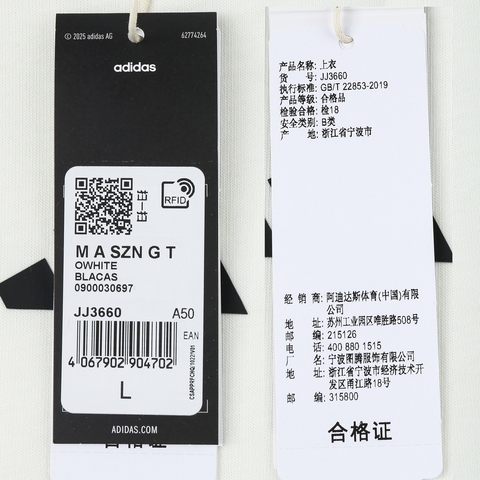 © 2025 adidas AG 62774264
adidas
RFID
M A SZN G T
OWHITE
BLACAS
0900030697
JJ3660 A50
EAN
4 067902 904702
L
ADIDAS.COM
合格证
产品名称: 上衣
货 号: JJ3660
执行标准: GB/T 22853-2019
产品等级: 合格品
检验合格: 检18
安全类别: B类
产 地: 浙江省宁波市
经 销 商: 阿迪达斯体育(中国)有限公司
地 址: 苏州工业园区唯胜路508号
邮 编: 215126
电 话: 400 880 1515
厂 名: 宁波图腾服饰有限公司
地 址: 浙江省宁波市经济技术开发区甬江路18号
邮 编: 315800
合格证